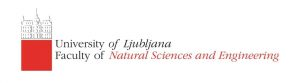 University of Ljubljana
Faculty of Natural Sciences and Engineering